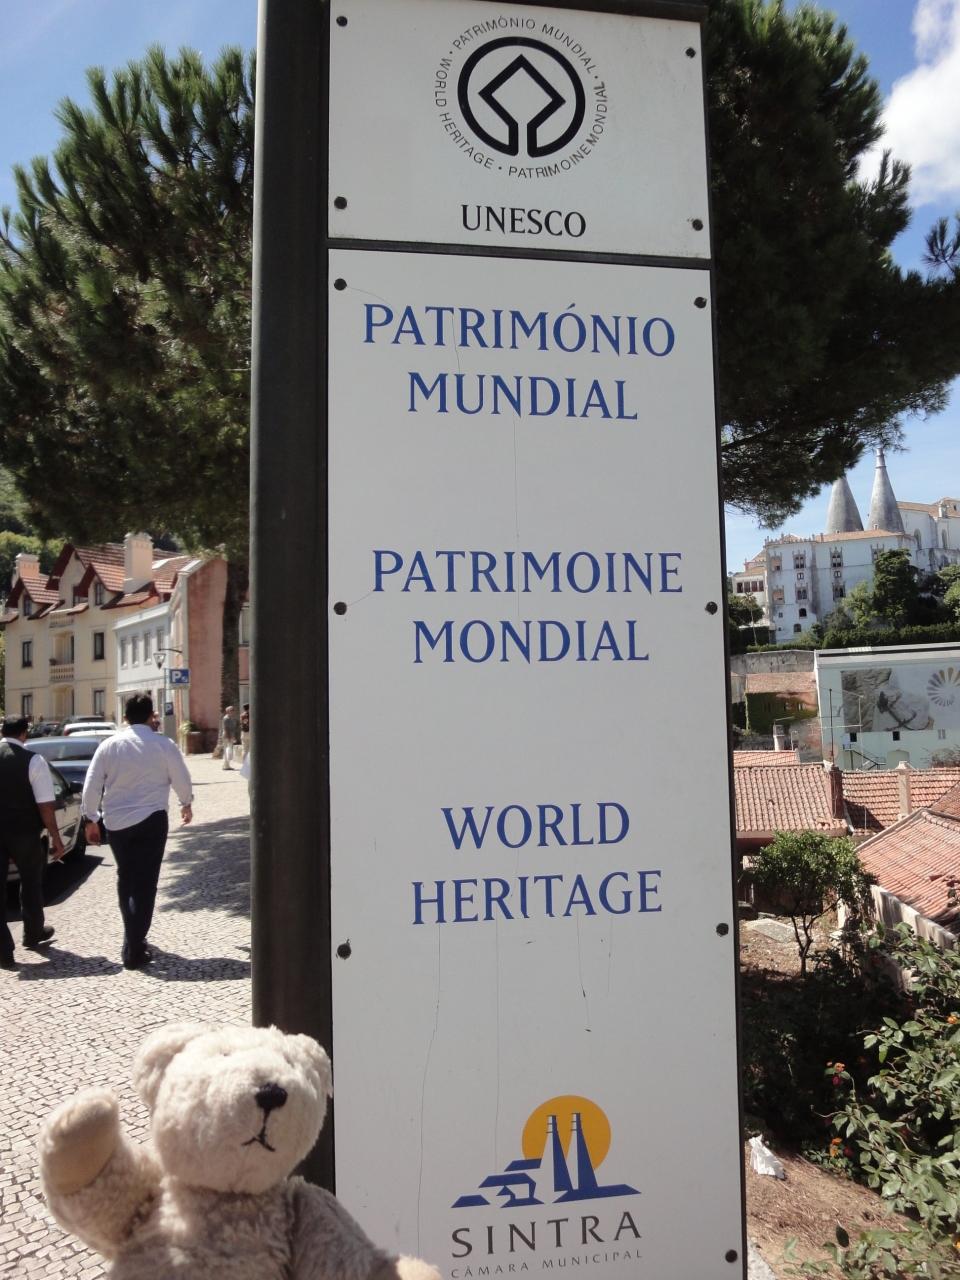 · PATRIMÓNIO MUNDIAL · WORLD HERITAGE · PATRIMOINE MONDIAL
UNESCO
PATRIMÓNIO
MUNDIAL
PATRIMOINE
MONDIAL
WORLD
HERITAGE
SINTRA
CÂMARA MUNICIPAL
P